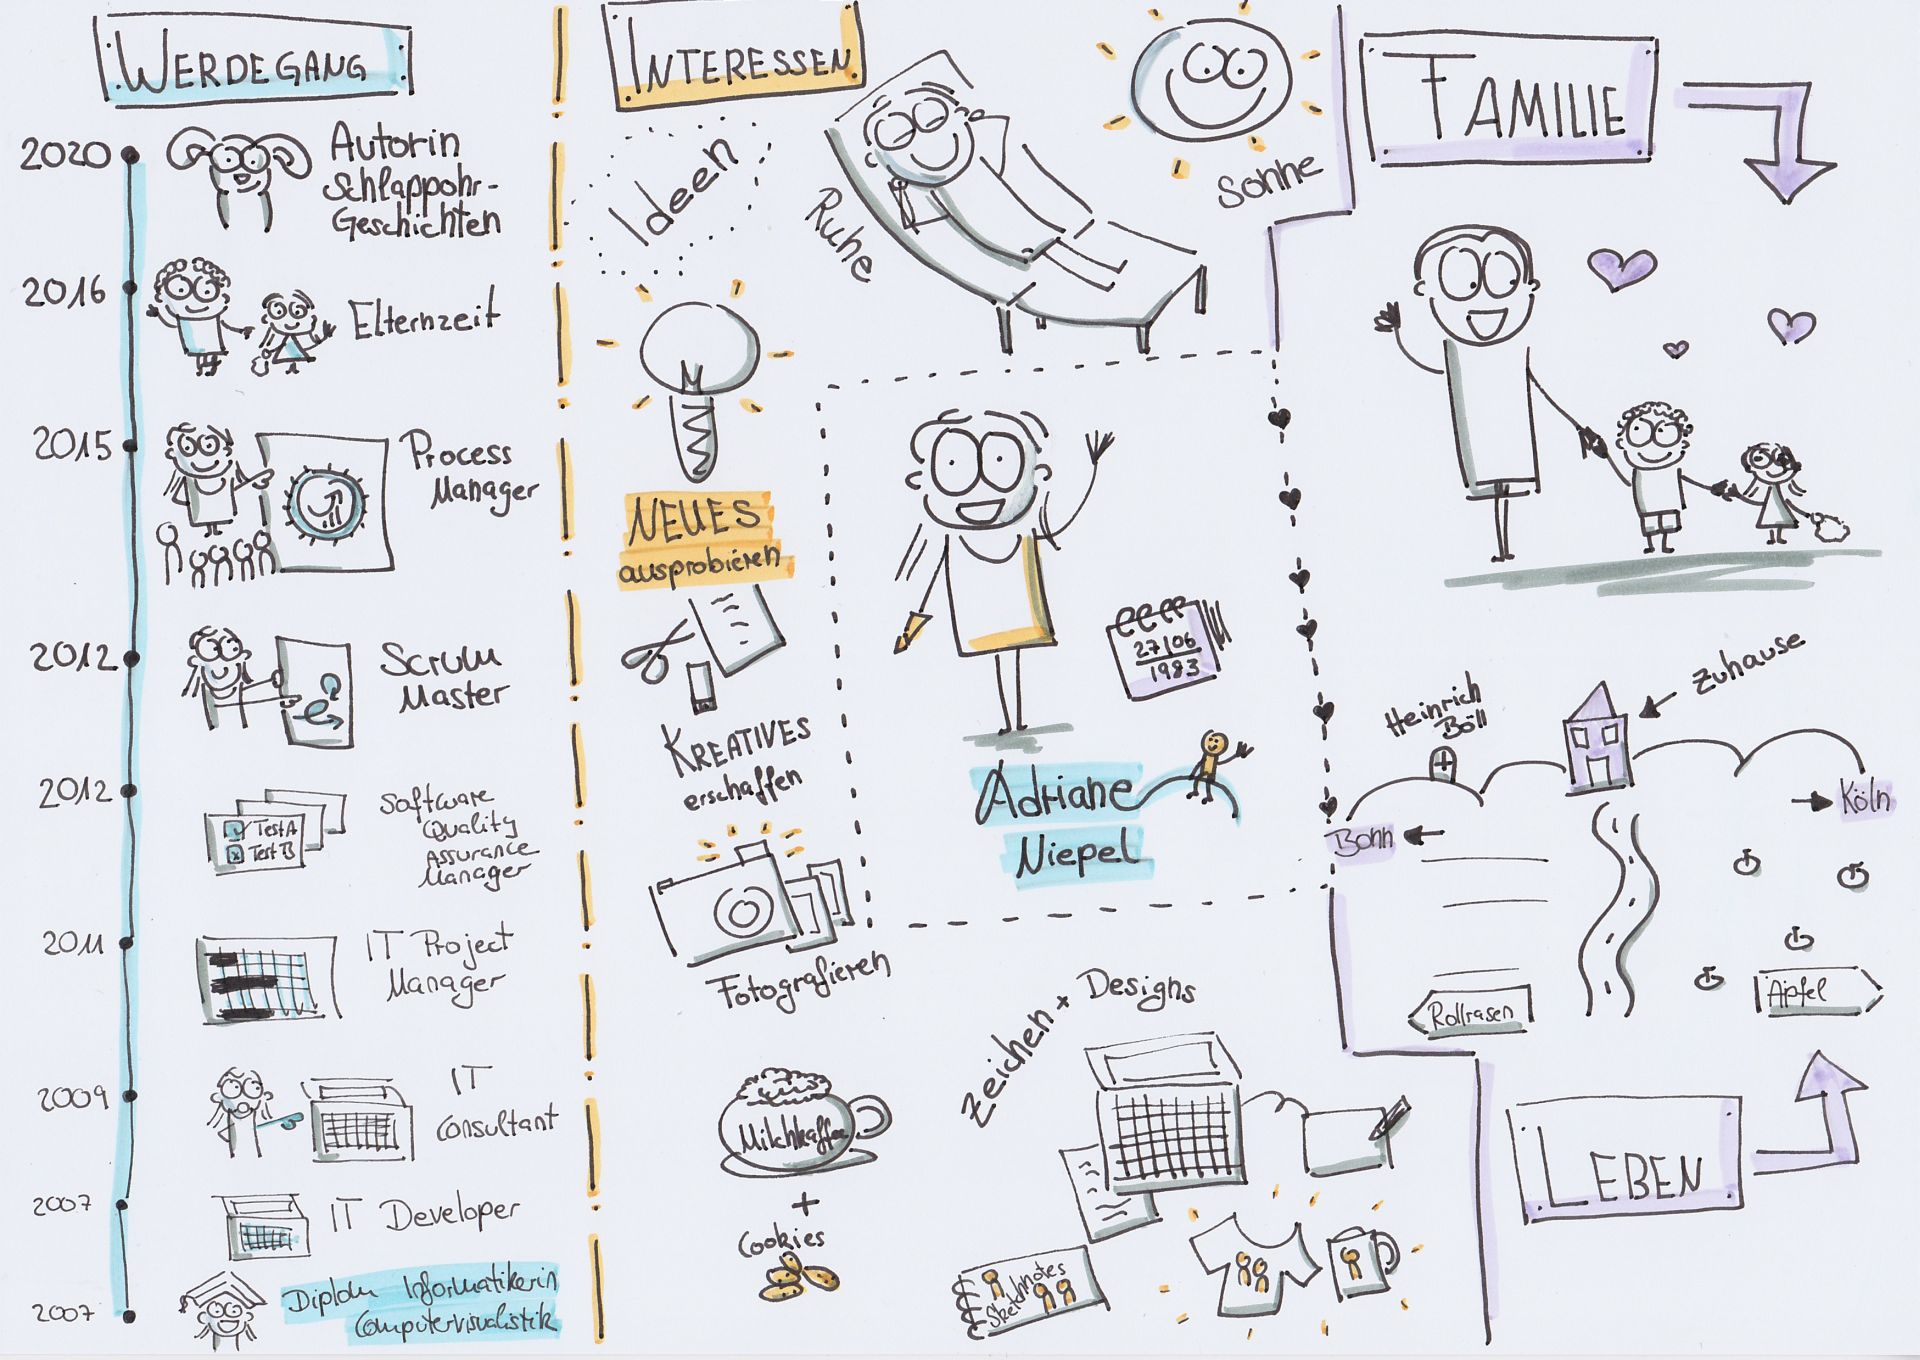 WERDEGANG
2020
Autorin
Schlappohr-
Geschichten
2016
Elternzeit
2015
Process
Manager
2012
Scrum
Master
2012
Test A
Test B
Software
Quality
Assurance
Manager
2011
IT Project
Manager
2009
IT
Consultant
2007
IT Developer
2007
Diplom Informatikerin
Computervisualistik
INTERESSEN
Ideen
Ruhe
Sonne
NEUES
ausprobieren
KREATIVES
erschaffen
Fotografieren
Milchkaffee
+
Cookies
Zeichen + Designs
Sketchnotes
27/06
1983
Adriane
Niepel
FAMILIE
Zuhause
Heinrich
Böll
Köln
Bonn
Rollrasen
Äpfel
LEBEN